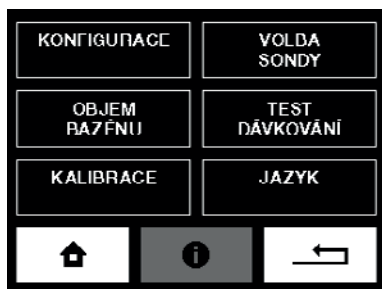 KONFIGURACE
VOLBA
SONDY
OBJEM
BAZÉNU
TEST
DÁVKOVÁNÍ
KALIBRACE
JAZYK